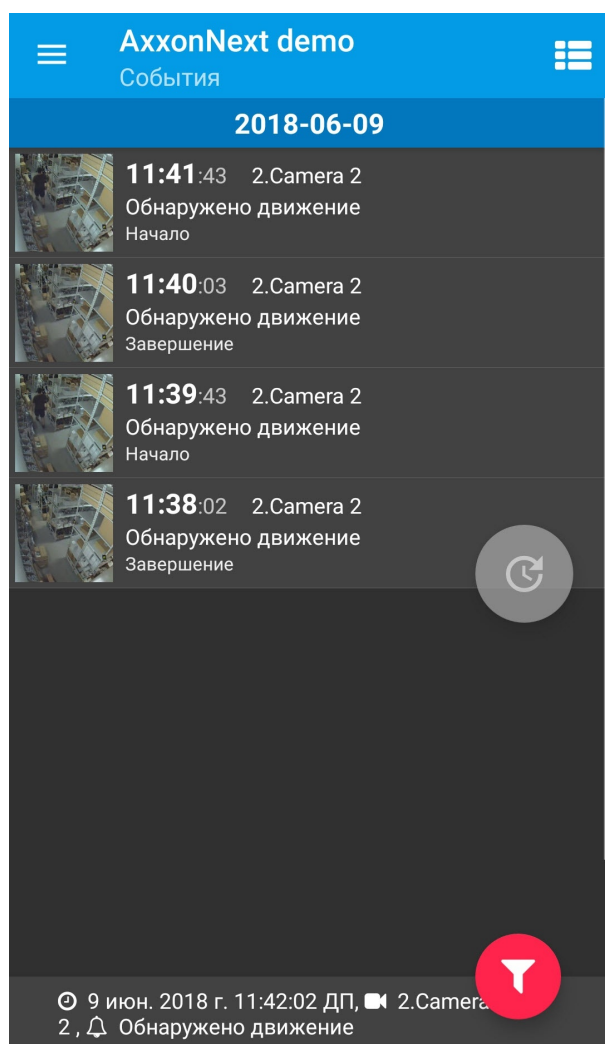 AxxonNext demo
События
2018-06-09
11:41:43 2.Camera 2
Обнаружено движение
Начало
11:40:03 2.Camera 2
Обнаружено движение
Завершение
11:39:43 2.Camera 2
Обнаружено движение
Начало
11:38:02 2.Camera 2
Обнаружено движение
Завершение
9 июн. 2018 г. 11:42:02 ДП, 2.Camera
2 , Обнаружено движение